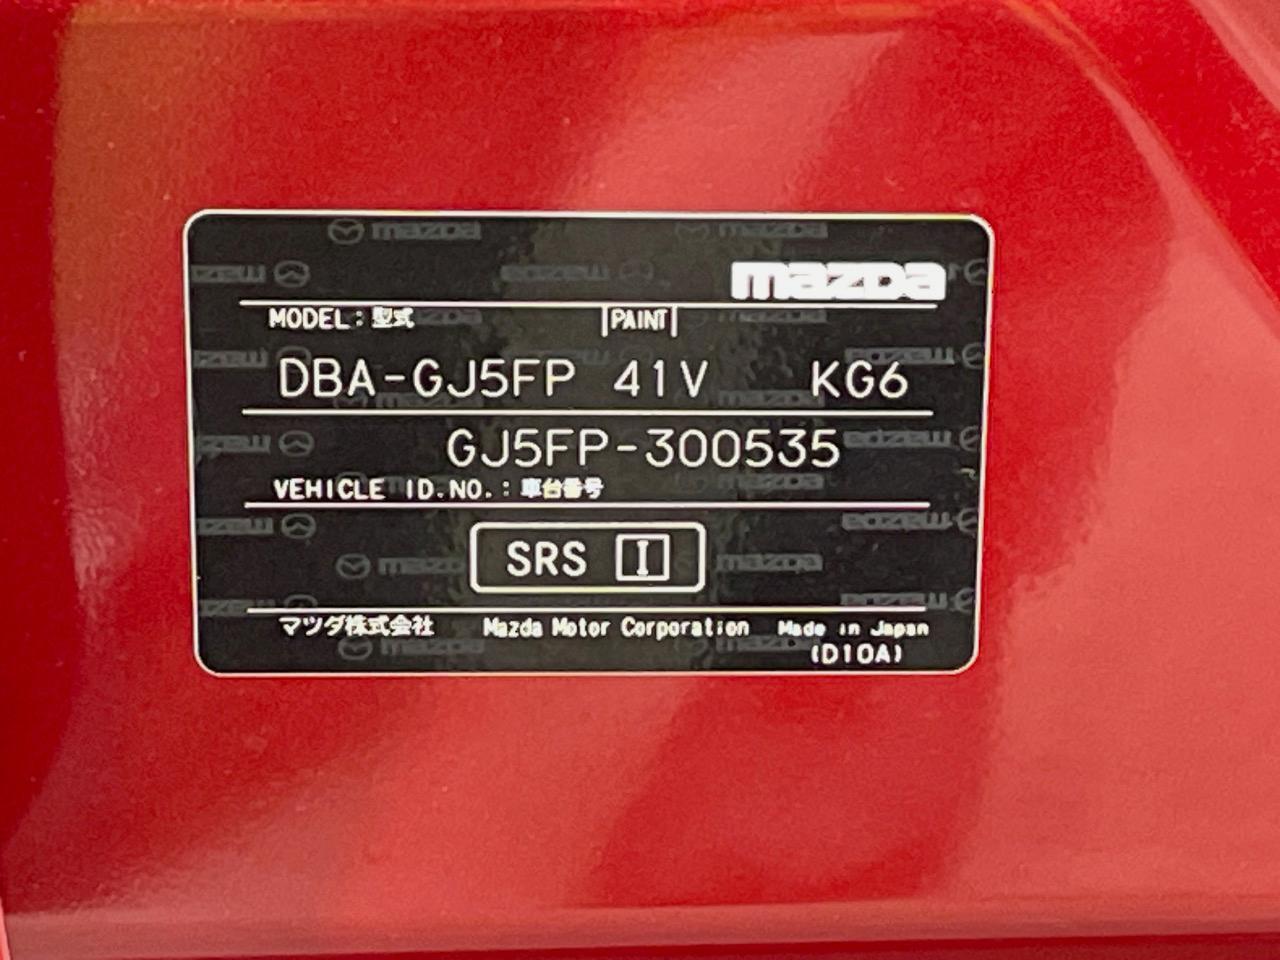 mazda
MODEL：型式 PAINT
DBA-GJ5FP 41V KG6
GJ5FP-300535
VEHICLE ID.NO.：車台番号
SRS I
マツダ株式会社 Mazda Motor Corporation Made in Japan
(D10A)